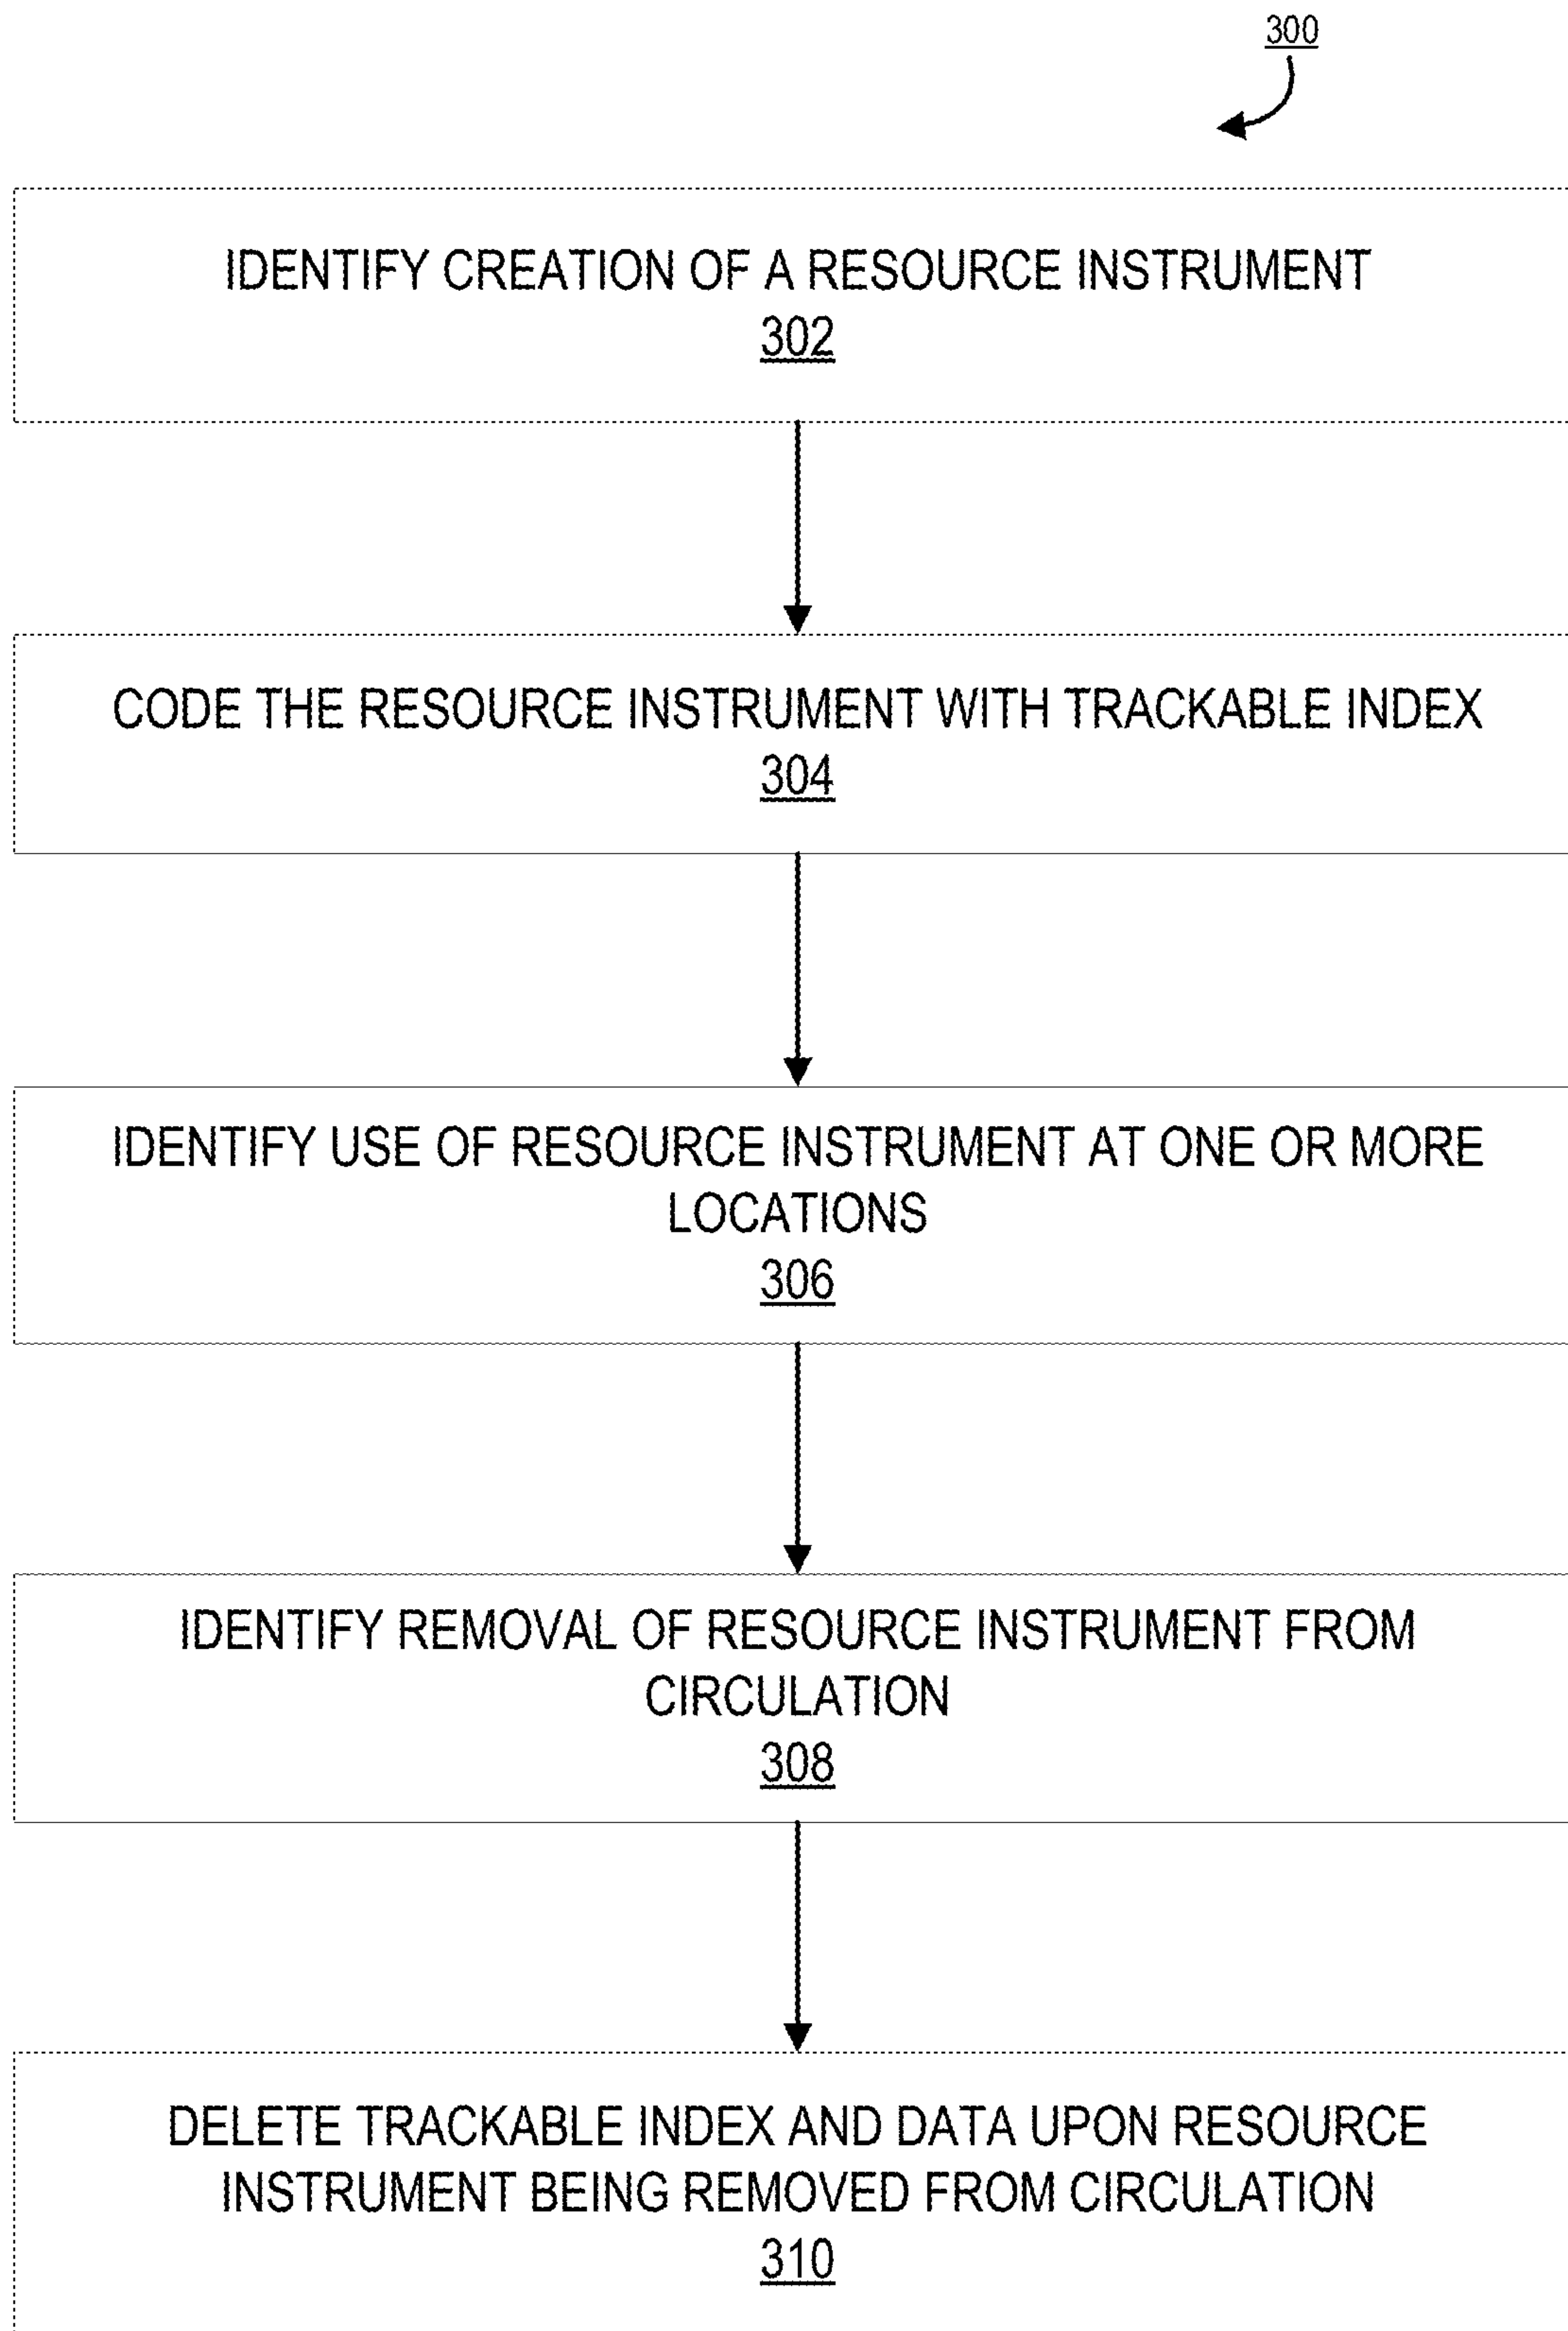 300
IDENTIFY CREATION OF A RESOURCE INSTRUMENT
302
CODE THE RESOURCE INSTRUMENT WITH TRACKABLE INDEX
304
IDENTIFY USE OF RESOURCE INSTRUMENT AT ONE OR MORE
LOCATIONS
306
IDENTIFY REMOVAL OF RESOURCE INSTRUMENT FROM
CIRCULATION
308
DELETE TRACKABLE INDEX AND DATA UPON RESOURCE
INSTRUMENT BEING REMOVED FROM CIRCULATION
310